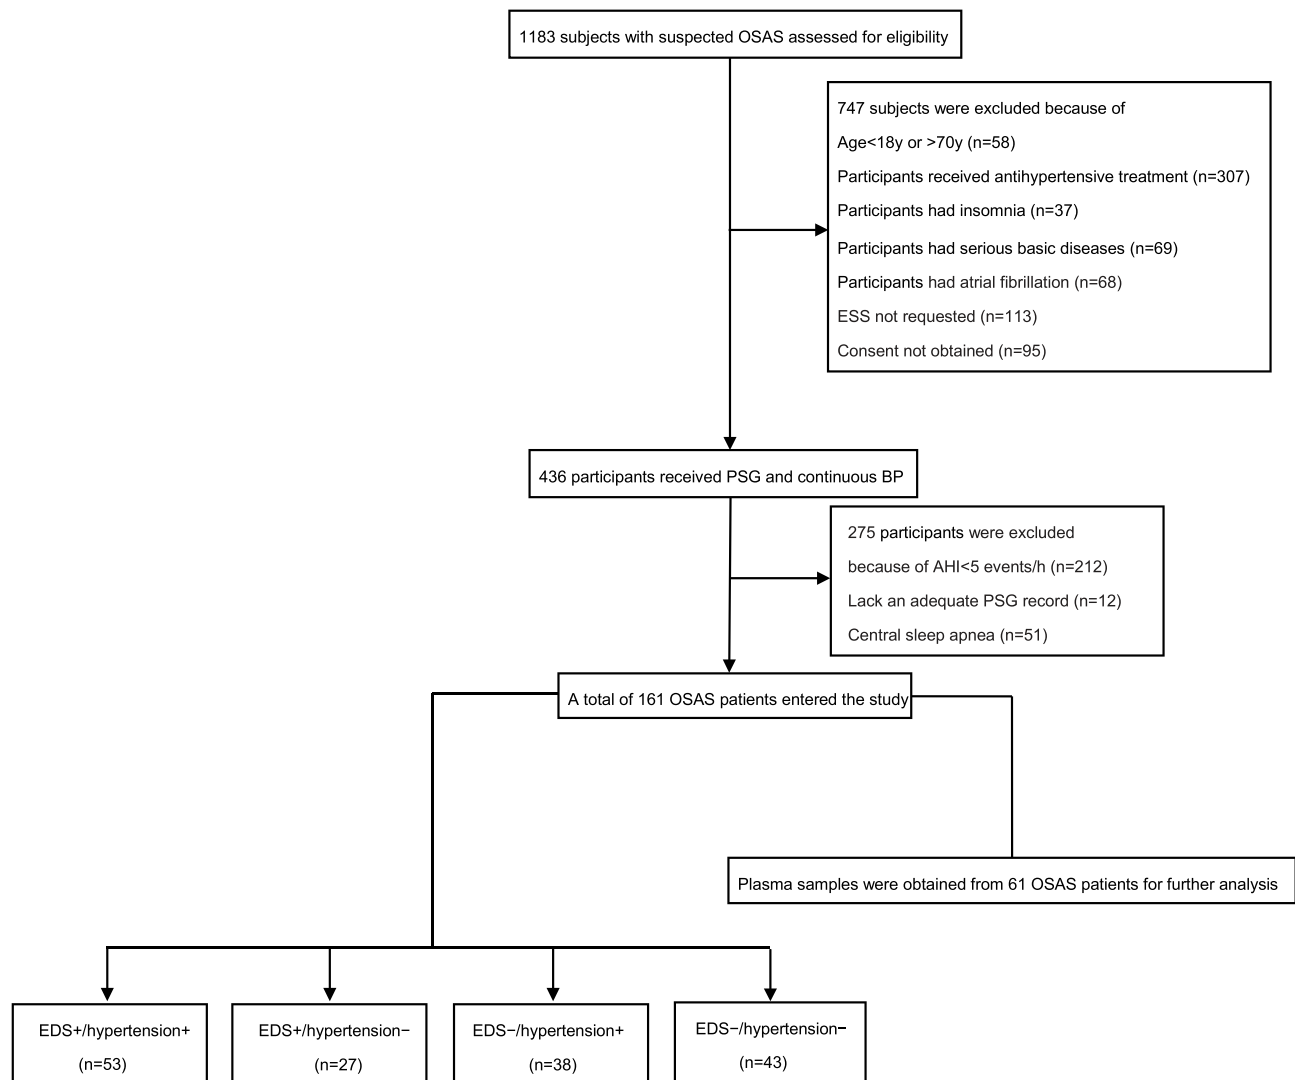 1183 subjects with suspected OSAS assessed for eligibility
747 subjects were excluded because of
Age<18y or >70y (n=58)
Participants received antihypertensive treatment (n=307)
Participants had insomnia (n=37)
Participants had serious basic diseases (n=69)
Participants had atrial fibrillation (n=68)
ESS not requested (n=113)
Consent not obtained (n=95)
436 participants received PSG and continuous BP
275 participants were excluded
because of AHI<5 events/h (n=212)
Lack an adequate PSG record (n=12)
Central sleep apnea (n=51)
A total of 161 OSAS patients entered the study
Plasma samples were obtained from 61 OSAS patients for further analysis
EDS+/hypertension+
(n=53)
EDS+/hypertension−
(n=27)
EDS−/hypertension+
(n=38)
EDS−/hypertension−
(n=43)